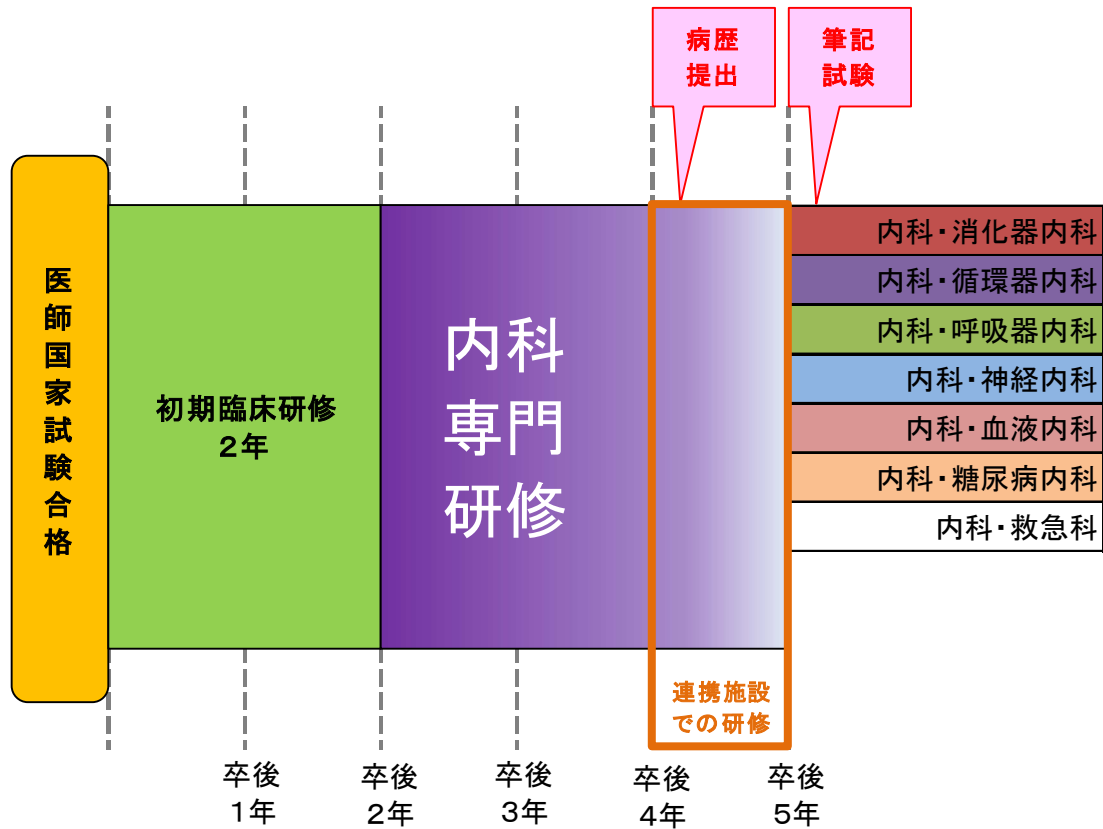 病歴
提出
筆記
試験
医師国家試験合格
初期臨床研修
２年
内科
専門
研修
内科・消化器内科
内科・循環器内科
内科・呼吸器内科
内科・神経内科
内科・血液内科
内科・糖尿病内科
内科・救急科
連携施設
での研修
卒後
１年
卒後
２年
卒後
３年
卒後
４年
卒後
５年